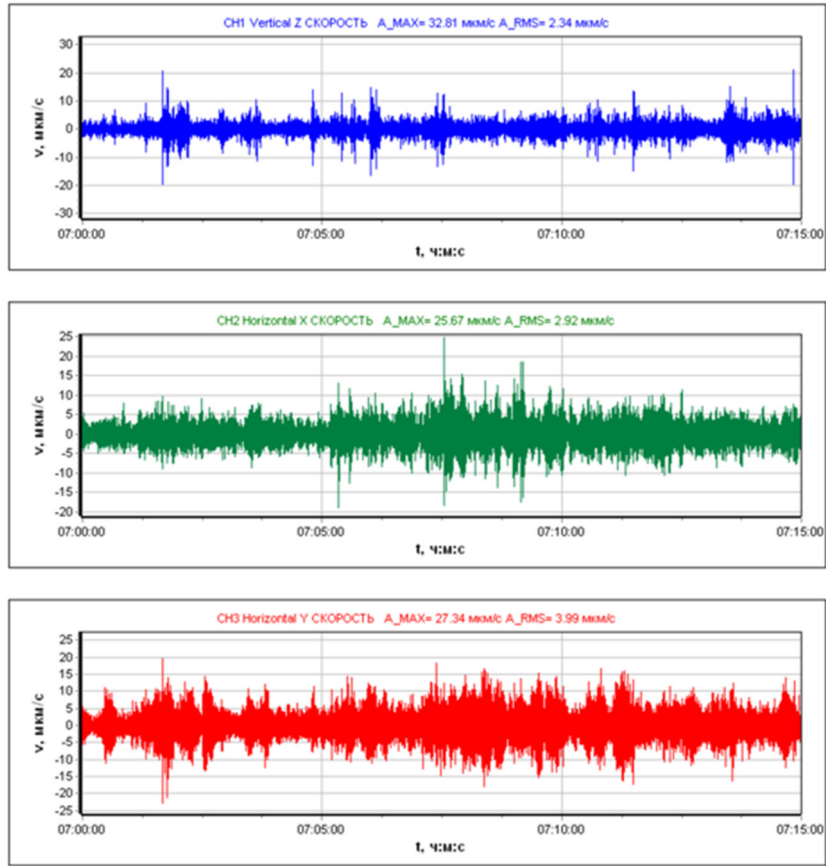 CH1 Vertical Z СКОРОСТЬ A_MAX= 32.81 мкм/с A_RMS= 2.34 мкм/с
30
20
10
0
-10
-20
-30
v, мкм/с
07:00:00 07:05:00 07:10:00 07:15:00
t, ч:м:с
CH2 Horizontal X СКОРОСТЬ A_MAX= 25.67 мкм/с A_RMS= 2.92 мкм/с
25
20
15
10
5
0
-5
-10
-15
-20
v, мкм/с
07:00:00 07:05:00 07:10:00 07:15:00
t, ч:м:с
CH3 Horizontal Y СКОРОСТЬ A_MAX= 27.34 мкм/с A_RMS= 3.99 мкм/с
25
20
15
10
5
0
-5
-10
-15
-20
-25
v, мкм/с
07:00:00 07:05:00 07:10:00 07:15:00
t, ч:м:с